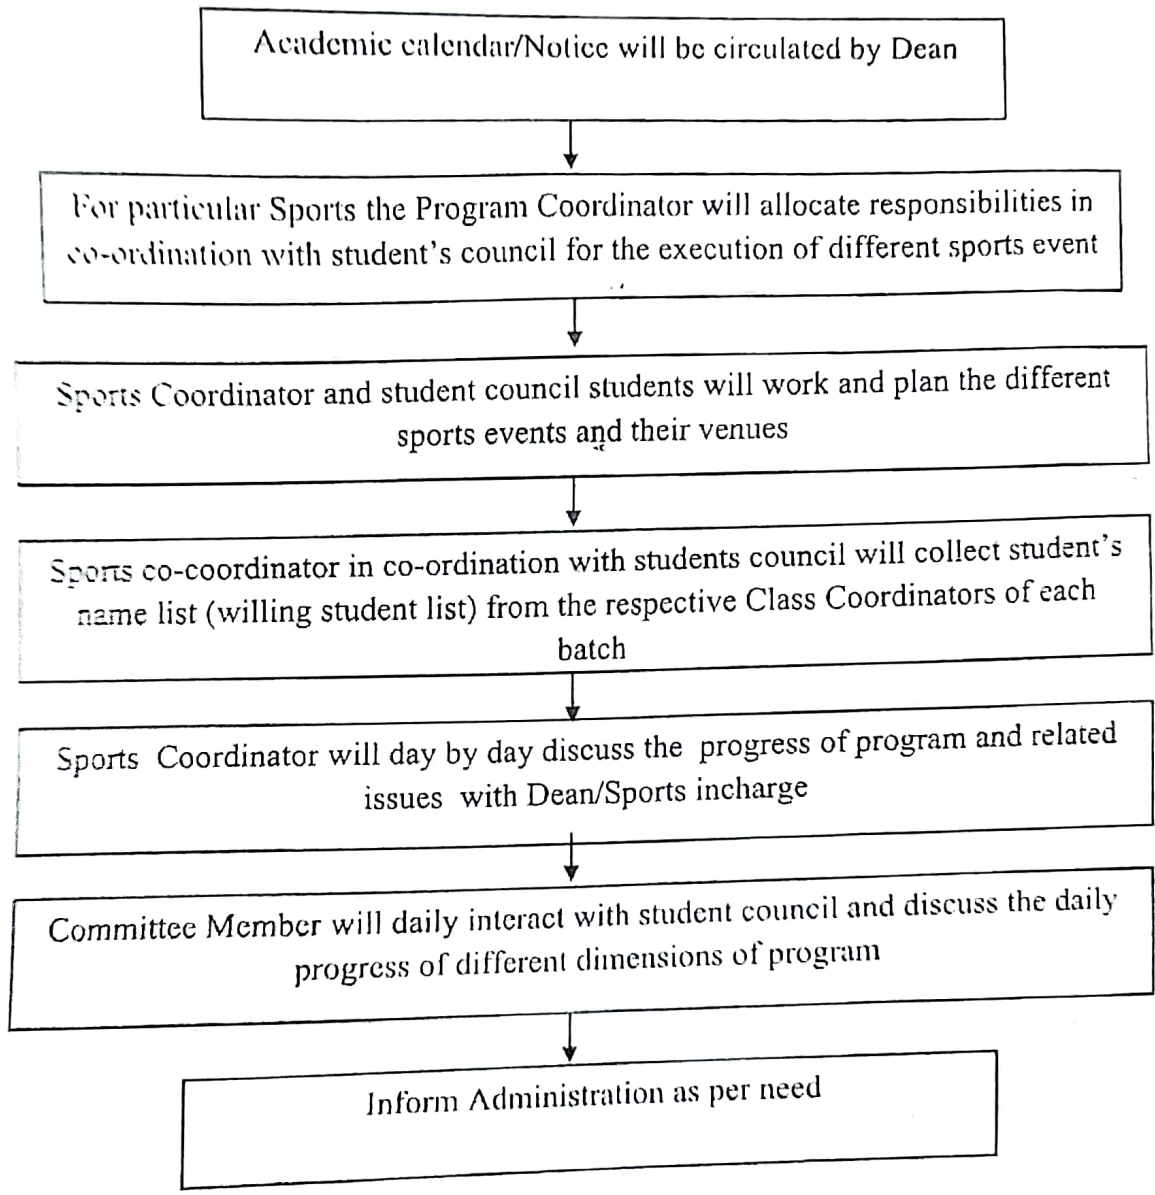 Academic calendar/Notice will be circulated by Dean
For particular Sports the Program Coordinator will allocate responsibilities in
co-ordination with student's council for the execution of different sports event
Sports Coordinator and student council students will work and plan the different
sports events and their venues
Sports co-coordinator in co-ordination with students council will collect student's
name list (willing student list) from the respective Class Coordinators of each
batch
Sports Coordinator will day by day discuss the progress of program and related
issues with Dean/Sports incharge
Committee Member will daily interact with student council and discuss the daily
progress of different dimensions of program
Inform Administration as per need